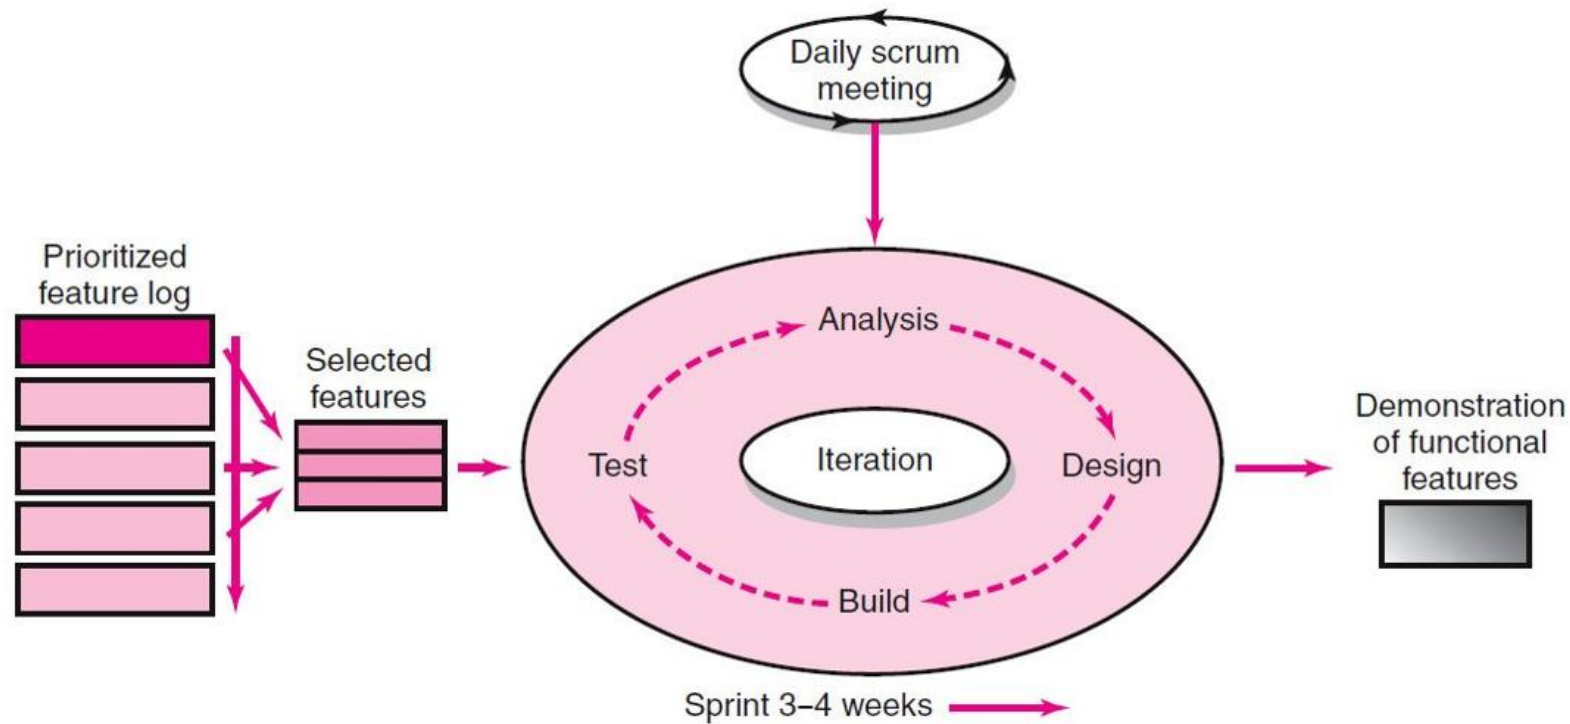 Daily scrum
meeting
Prioritized
feature log
Selected
features
Analysis
Test
Iteration
Design
Build
Demonstration
of functional
features
Sprint 3–4 weeks